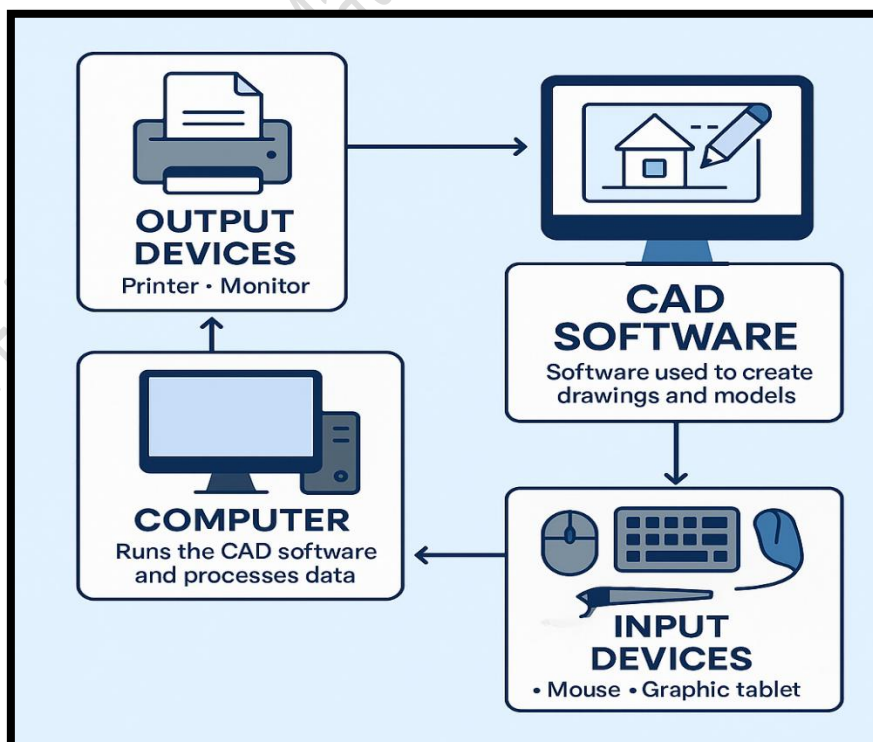 OUTPUT
DEVICES
Printer • Monitor
CAD
SOFTWARE
Software used to create
drawings and models
COMPUTER
Runs the CAD software
and processes data
INPUT
DEVICES
• Mouse • Graphic tablet